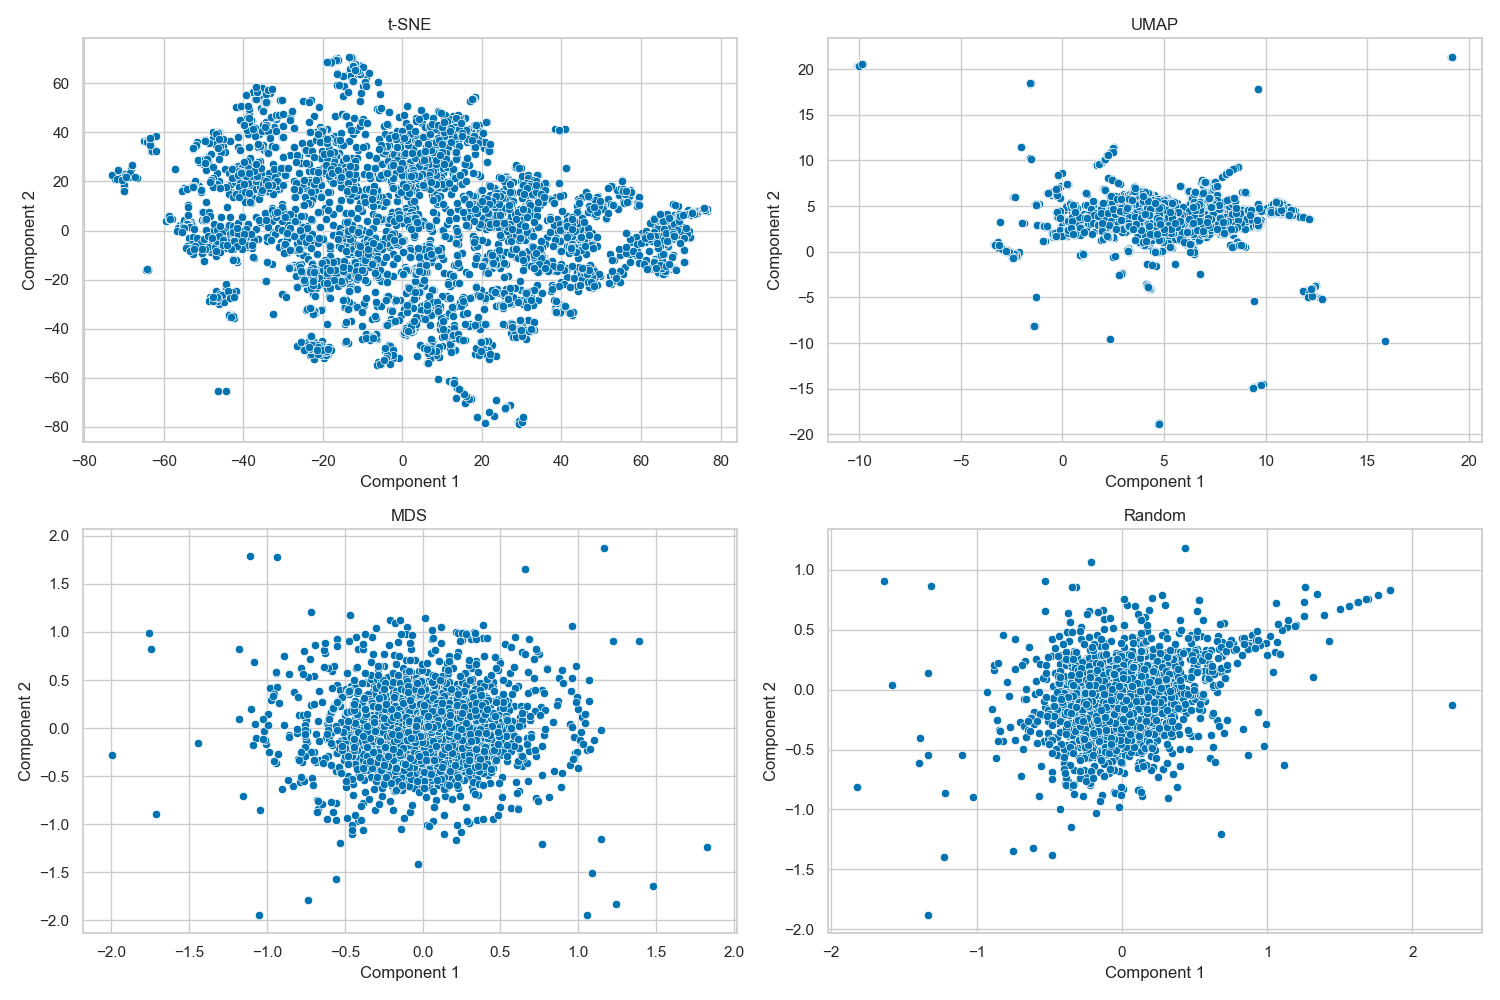 t-SNE
60
40
20
0
−20
−40
−60
−80
Component 2
−80 −60 −40 −20 0 20 40 60 80
Component 1
UMAP
20
15
10
5
0
−5
−10
−15
−20
Component 2
−10 −5 0 5 10 15 20
Component 1
MDS
2.0
1.5
1.0
0.5
0.0
−0.5
−1.0
−1.5
−2.0
Component 2
−2.0 −1.5 −1.0 −0.5 0.0 0.5 1.0 1.5 2.0
Component 1
Random
1.0
0.5
0.0
−0.5
−1.0
−1.5
−2.0
Component 2
−2 −1 0 1 2
Component 1